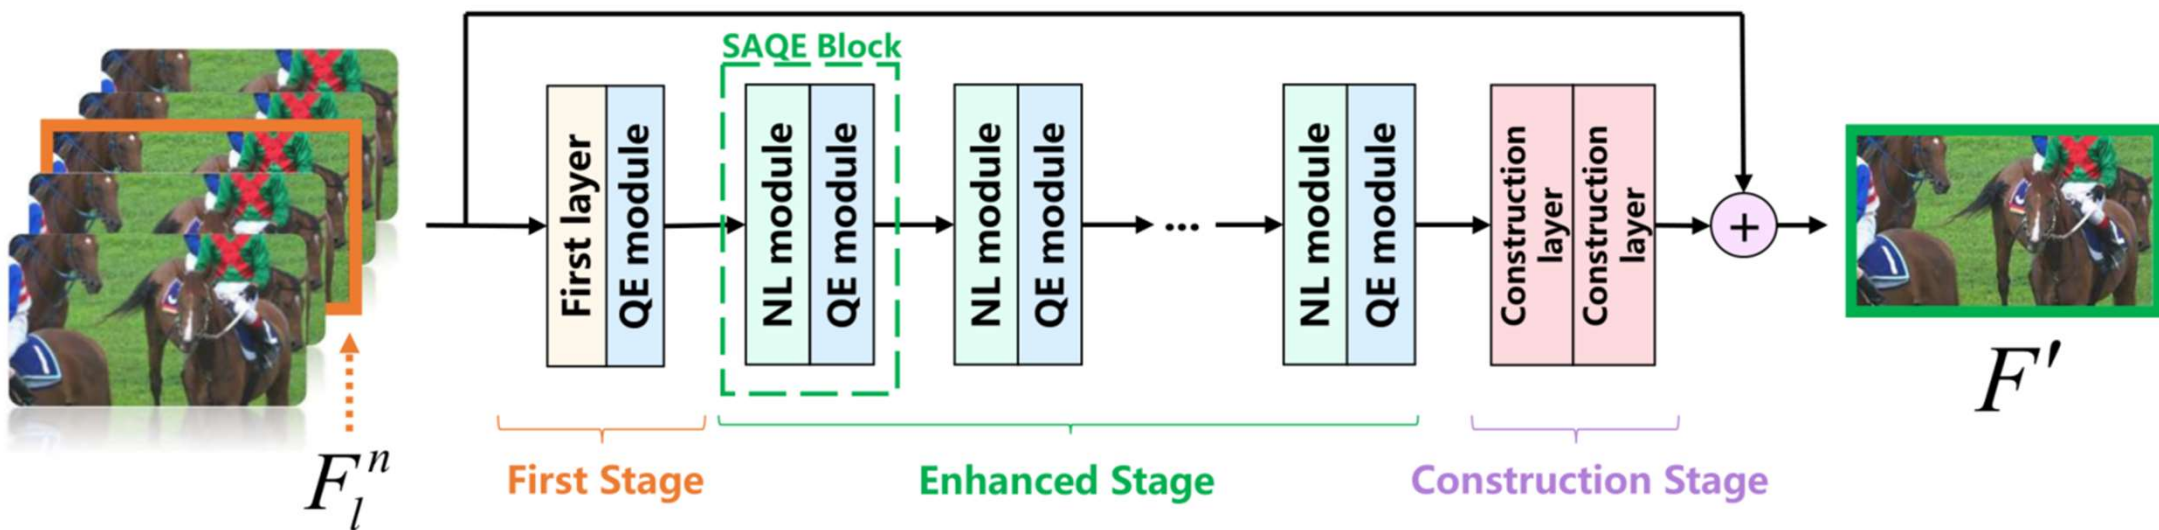 SAQE Block
First layer
QE module
NL module
QE module
NL module
QE module
...
NL module
QE module
Construction
layer
Construction
layer
+
F_l^n
F'
First Stage
Enhanced Stage
Construction Stage